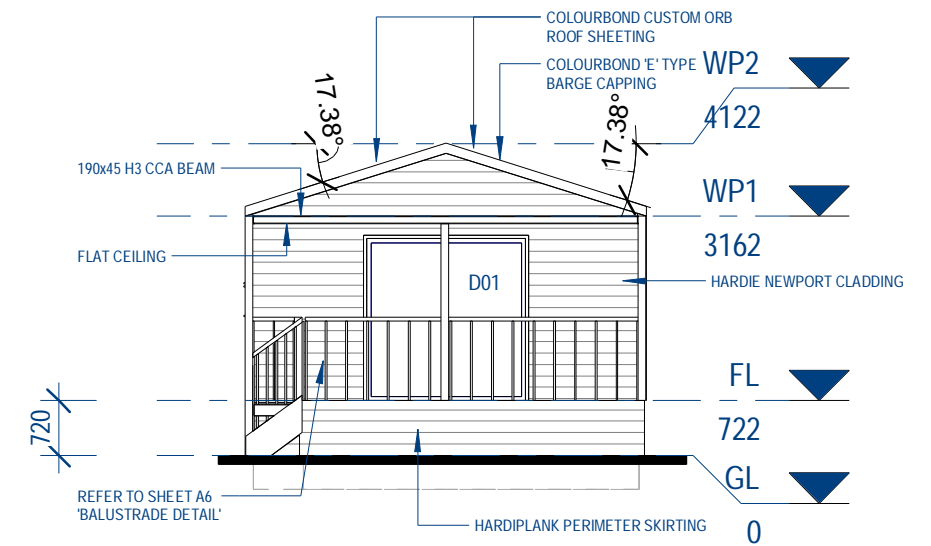 COLOURBOND CUSTOM ORB
ROOF SHEETING
COLOURBOND 'E' TYPE
BARGE CAPPING
WP2
4122
17.38°
17.38°
190x45 H3 CCA BEAM
WP1
3162
FLAT CEILING
D01
HARDIE NEWPORT CLADDING
FL
722
720
GL
0
REFER TO SHEET A6
'BALUSTRADE DETAIL'
HARDIPLANK PERIMETER SKIRTING